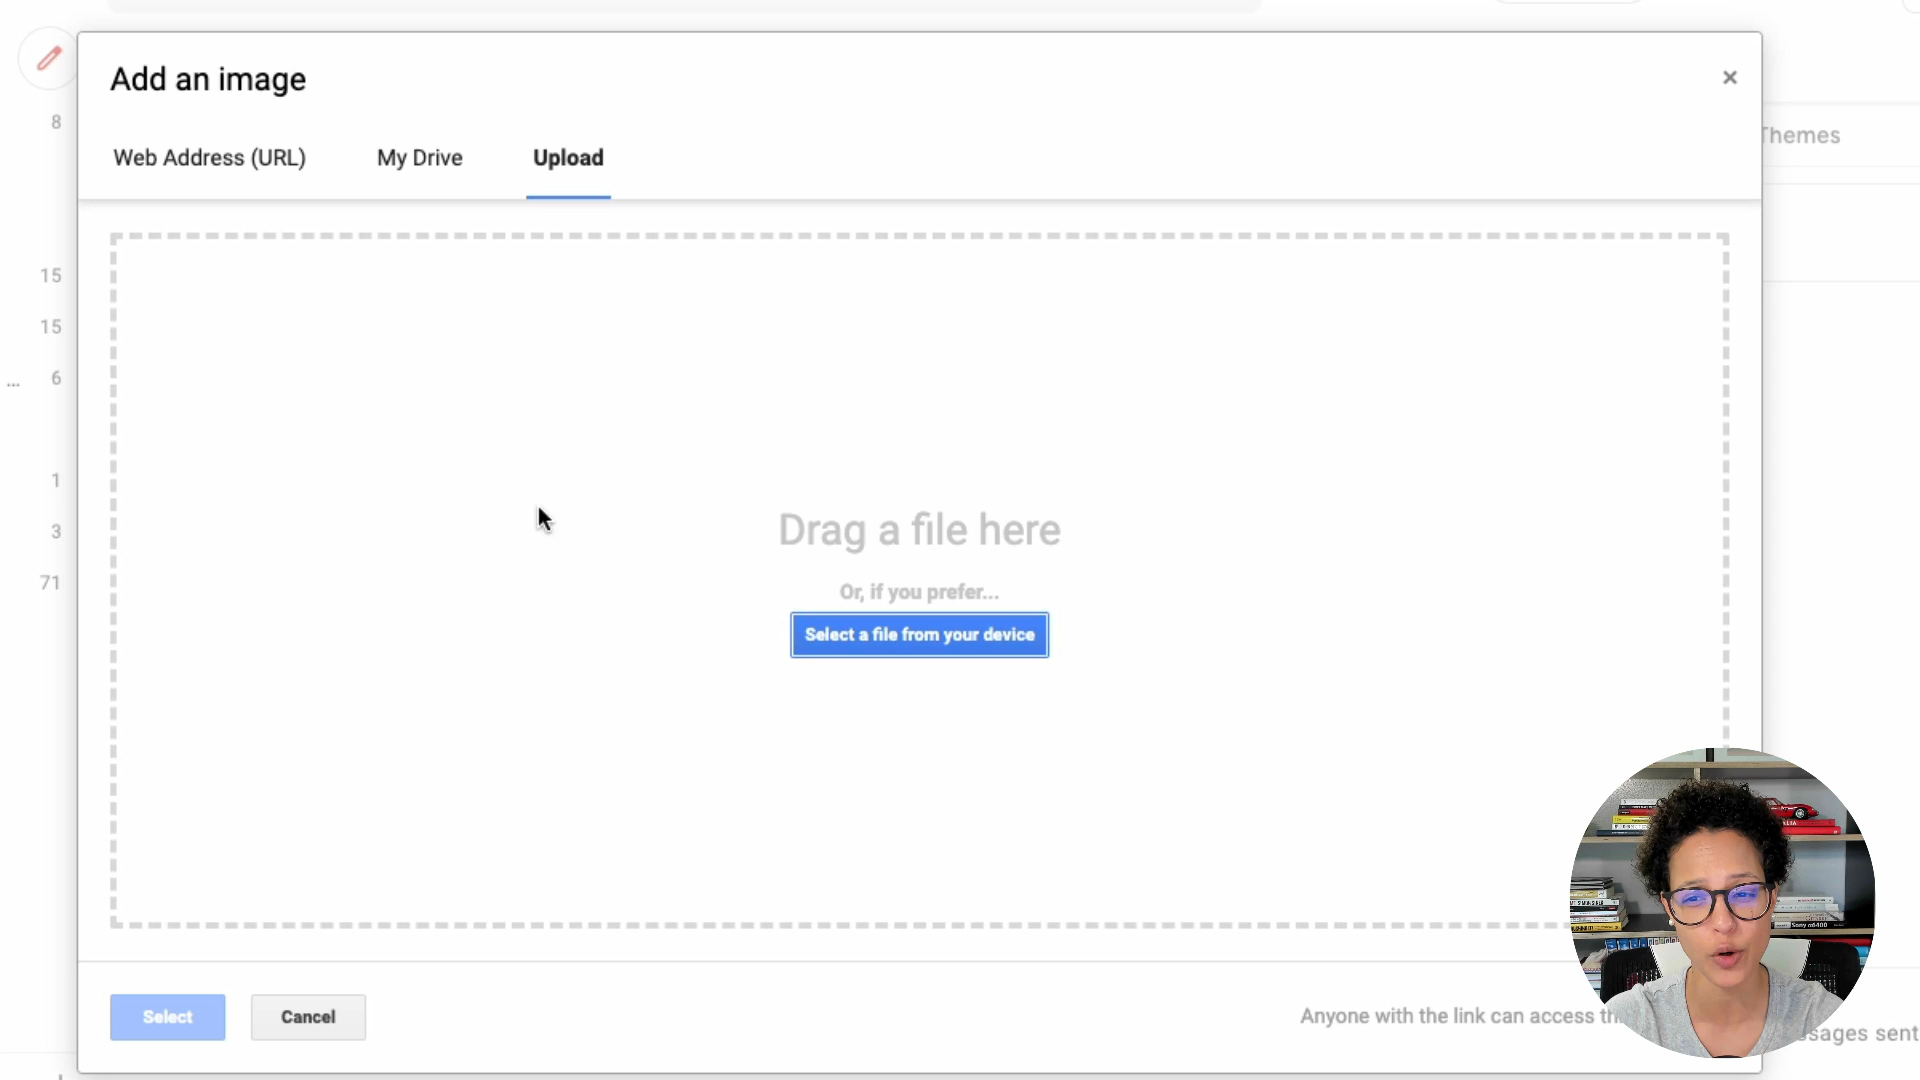 Add an image
×
Web Address (URL)
My Drive
Upload
Themes
8
15
15
... 6
1
3
71
Drag a file here
Or, if you prefer...
Select a file from your device
Select
Cancel
Anyone with the link can access
sages sent
Sony α6400